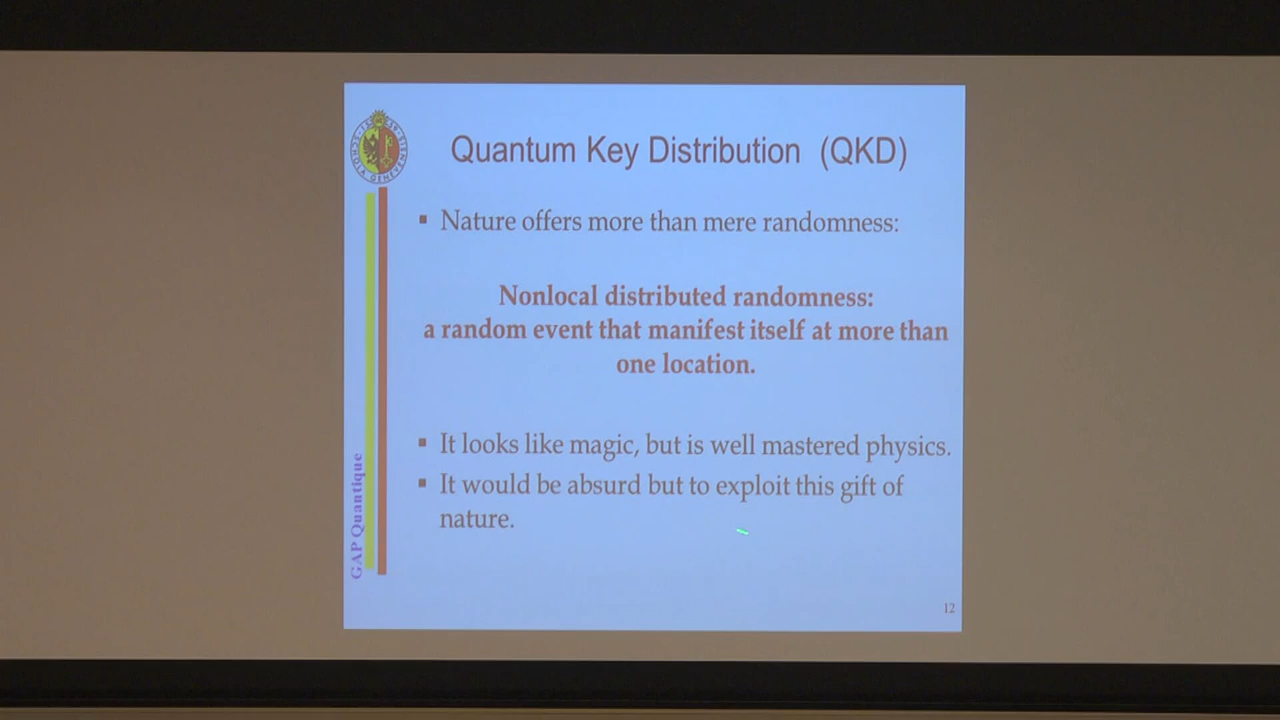 Quantum Key Distribution (QKD)
▪ Nature offers more than mere randomness:
Nonlocal distributed randomness:
a random event that manifest itself at more than
one location.
▪ It looks like magic, but is well mastered physics.
▪ It would be absurd but to exploit this gift of
nature.
GAP Quantique
12